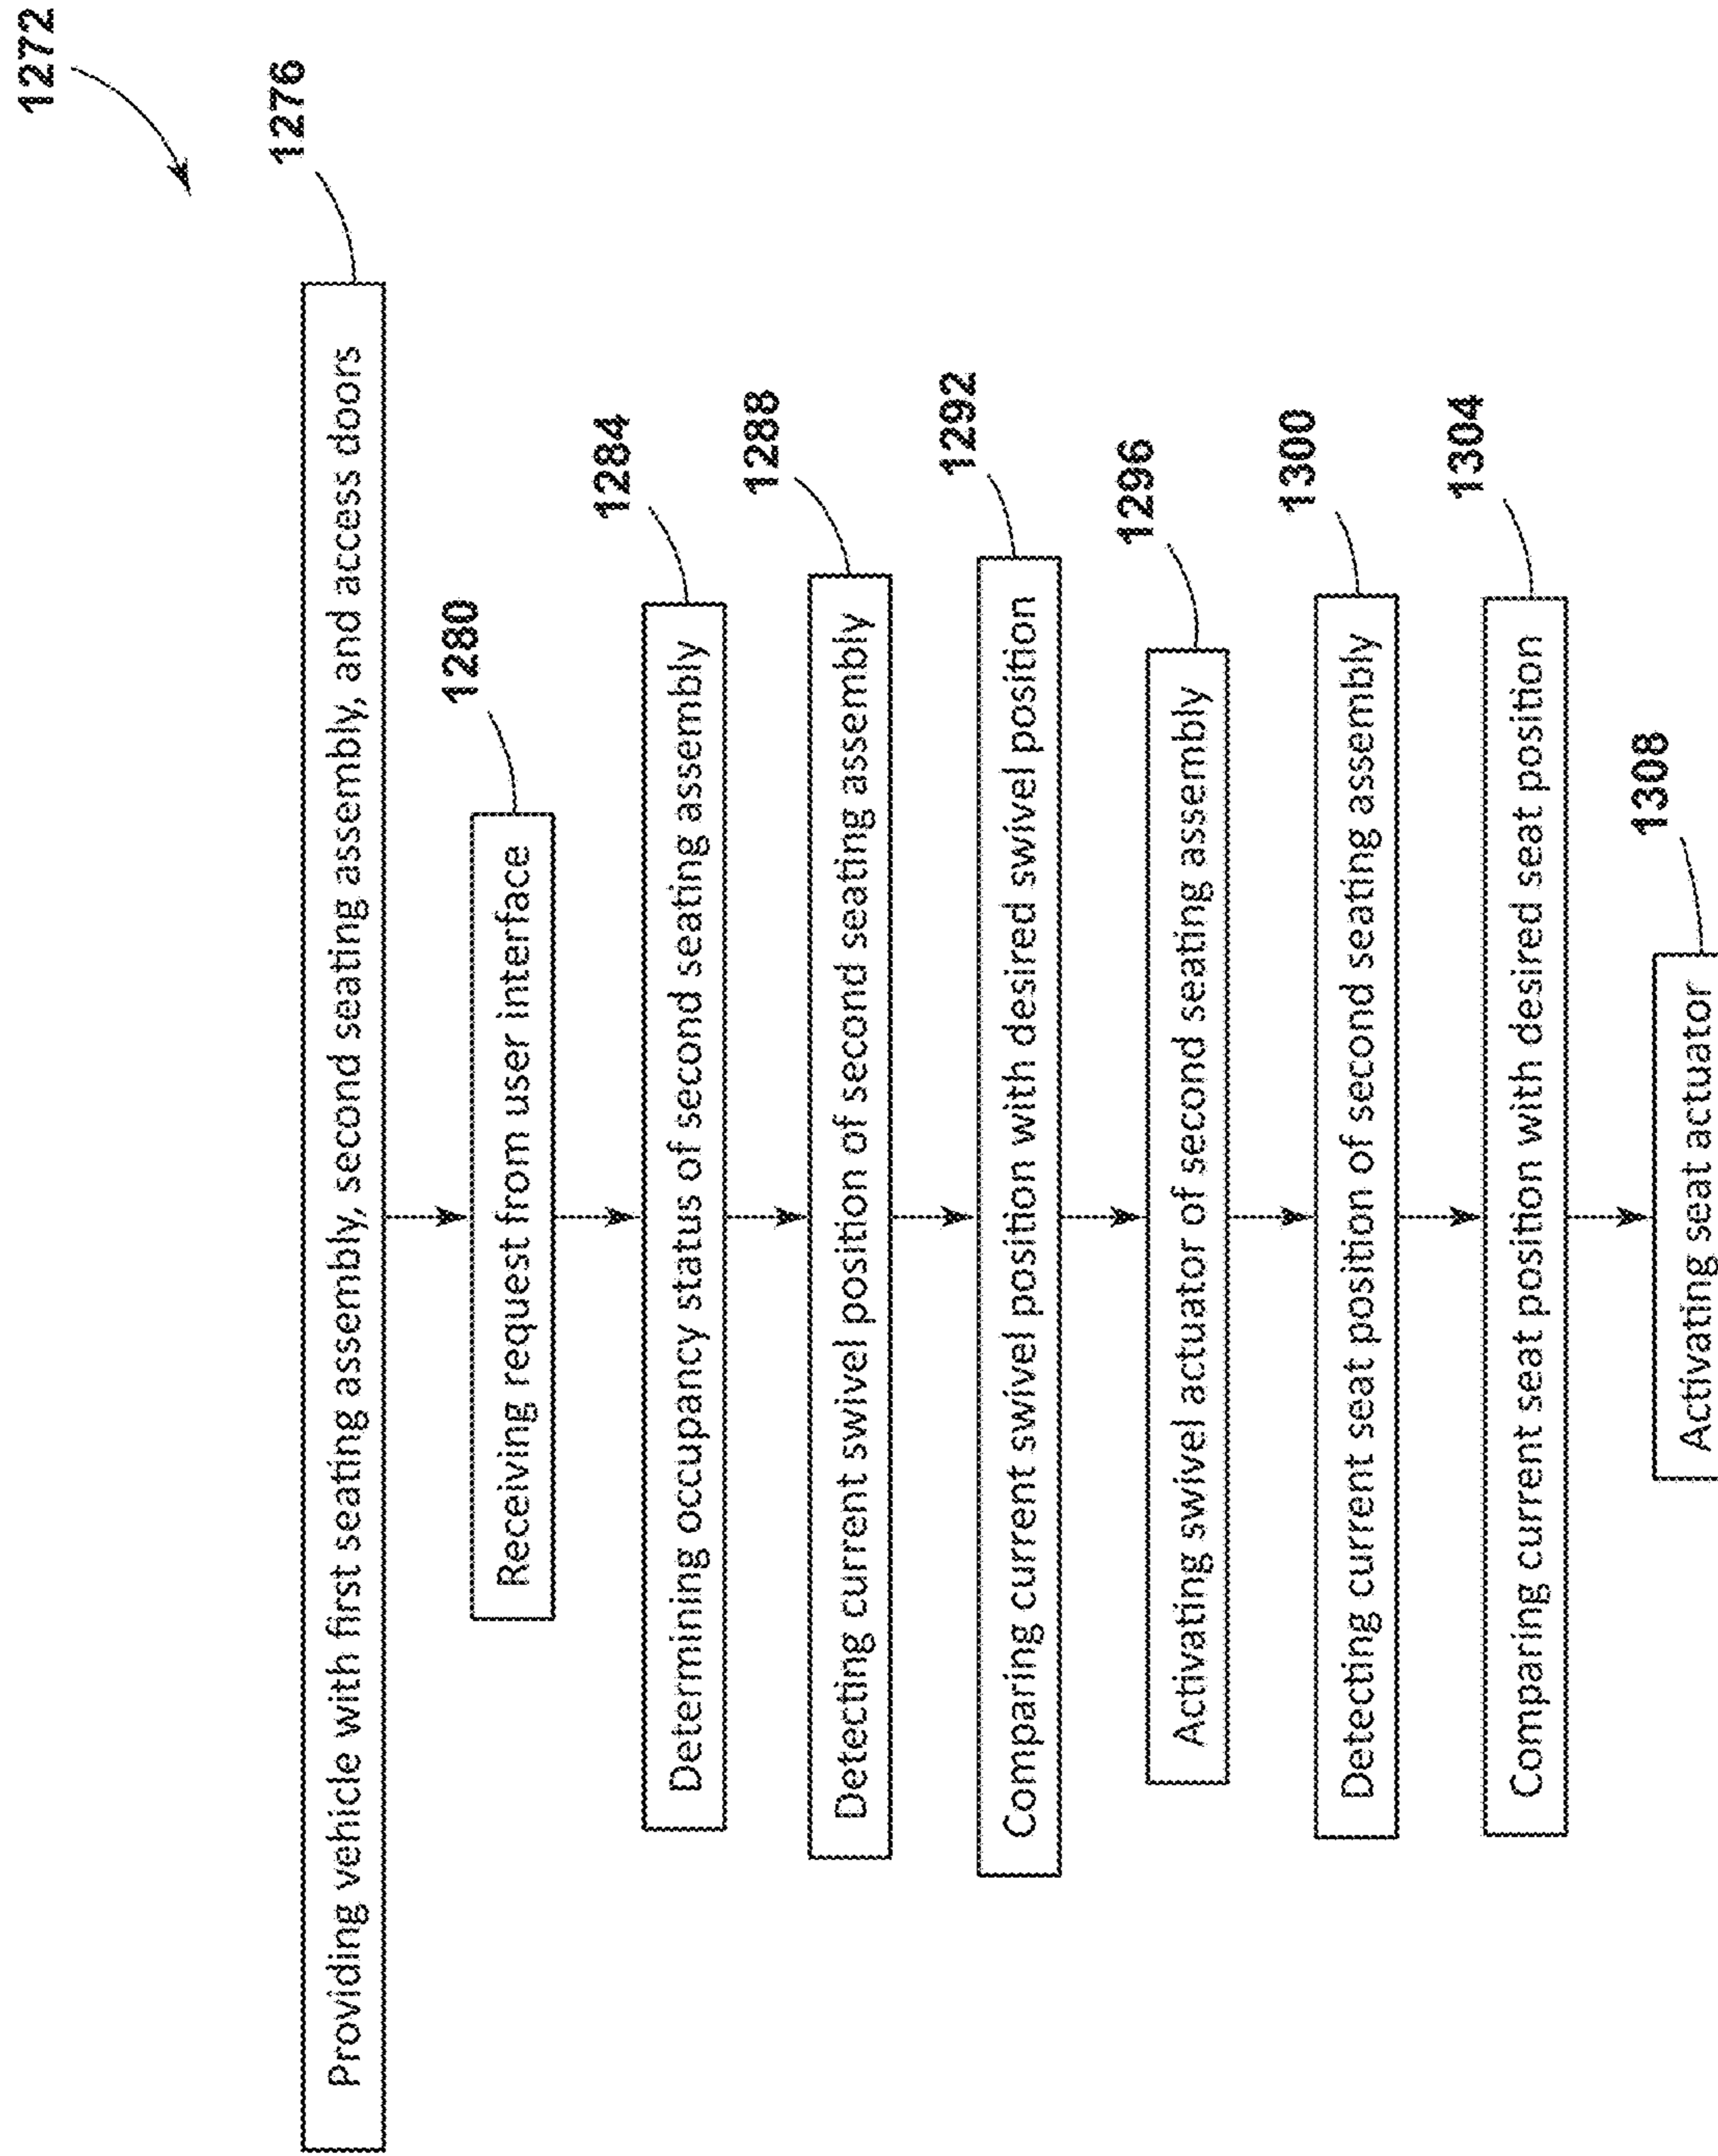 1272
Providing vehicle with first seating assembly, second seating assembly, and access doors
1276
Receiving request from user interface
1280
Determining occupancy status of second seating assembly
1284
Detecting current swivel position of second seating assembly
1288
Comparing current swivel position with desired swivel position
1292
Activating swivel actuator of second seating assembly
1296
Detecting current seat position of second seating assembly
1300
Comparing current seat position with desired seat position
1304
Activating seat actuator
1308